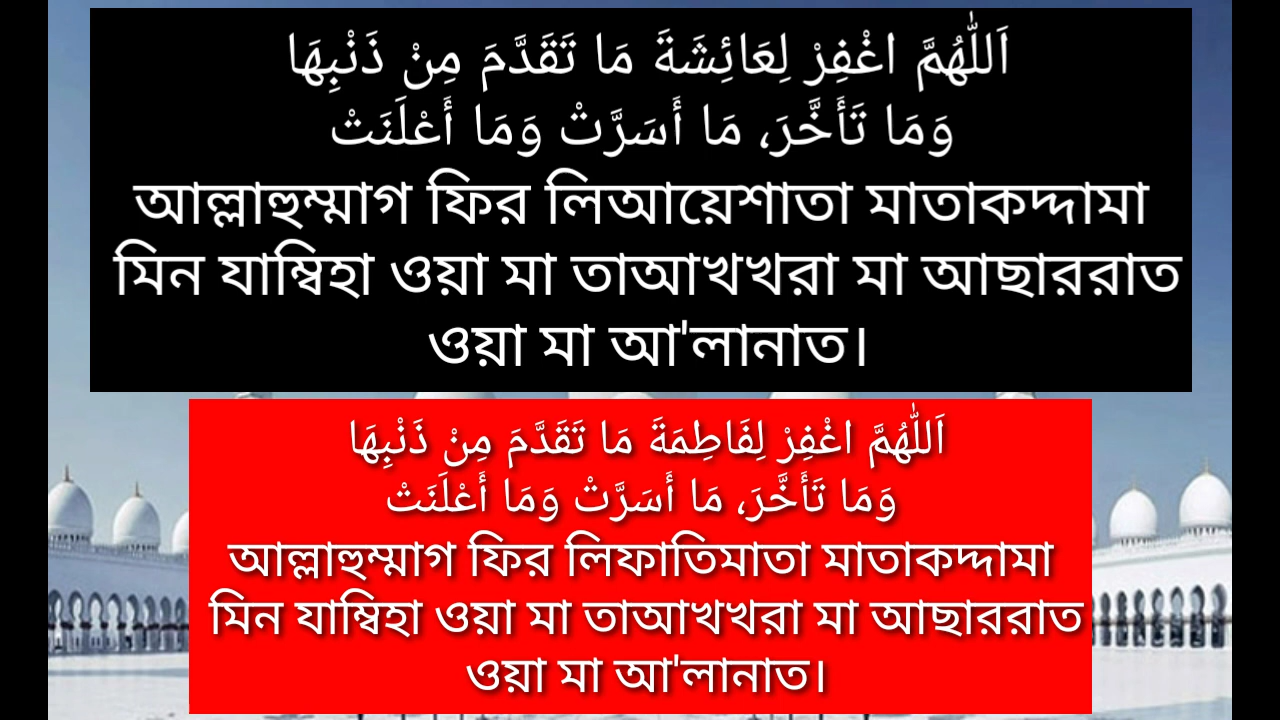 اَللّٰهُمَّ اغْفِرْ لِعَائِشَةَ مَا تَقَدَّمَ مِنْ ذَنْبِهَا
وَمَا تَأَخَّرَ، مَا أَسَرَّتْ وَمَا أَعْلَنَتْ
আল্লাহুম্মাগ ফির লিআয়েশাতা মাতাকদ্দামা
মিন যাম্বিহা ওয়া মা তাআখখরা মা আছাররাত
ওয়া মা আ'লানাত।
اَللّٰهُمَّ اغْفِرْ لِفَاطِمَةَ مَا تَقَدَّمَ مِنْ ذَنْبِهَا
وَمَا تَأَخَّرَ، مَا أَسَرَّتْ وَمَا أَعْلَنَتْ
আল্লাহুম্মাগ ফির লিফাতিমাতা মাতাকদ্দামা
মিন যাম্বিহা ওয়া মা তাআখখরা মা আছাররাত
ওয়া মা আ'লানাত।